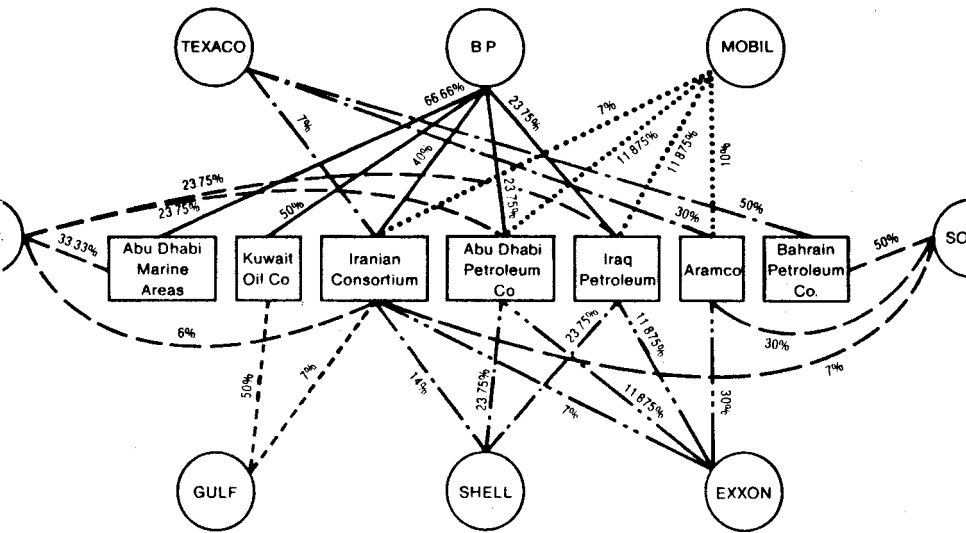 TEXACO
BP
MOBIL
66.66%
23.75%
7%
7%
40%
11.875%
11.875%
10%
23.75%
23.75%
50%
23.75%
30%
50%
33.33%
50%
SO
Abu Dhabi
Marine
Areas
Kuwait
Oil Co
Iranian
Consortium
Abu Dhabi
Petroleum
Co
Iraq
Petroleum
Aramco
Bahrain
Petroleum
Co.
6%
50%
7%
14%
23.75%
23.75%
11.875%
11.875%
7%
30%
30%
7%
GULF
SHELL
EXXON